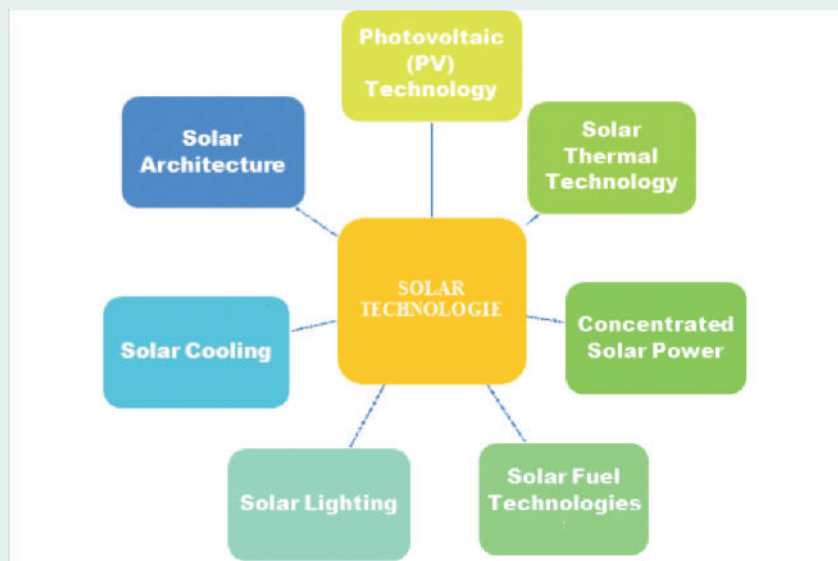 Photovoltaic
(PV)
Technology
Solar
Thermal
Technology
Concentrated
Solar Power
Solar Fuel
Technologies
Solar Lighting
Solar Cooling
Solar
Architecture
SOLAR
TECHNOLOGIE